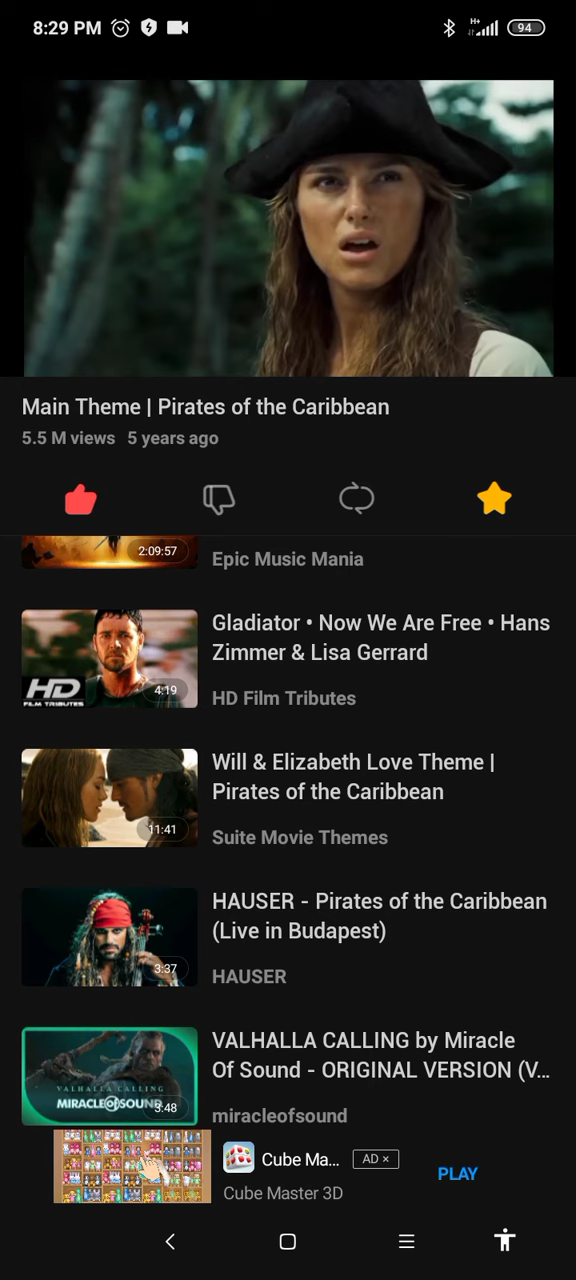 8:29 PM
H+
94
Main Theme | Pirates of the Caribbean
5.5 M views 5 years ago
2:09:57
Epic Music Mania
Gladiator • Now We Are Free • Hans
Zimmer & Lisa Gerrard
HD
FILM TRIBUTES
4:19
HD Film Tributes
Will & Elizabeth Love Theme |
Pirates of the Caribbean
11:41
Suite Movie Themes
HAUSER - Pirates of the Caribbean
(Live in Budapest)
3:37
HAUSER
VALHALLA CALLING by Miracle
Of Sound - ORIGINAL VERSION (V...
VALHALLA CALLING
MIRACLE OF SOUND
3:48
miracleofsound
Cube Ma... AD ×
Cube Master 3D
PLAY